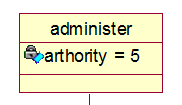 administer
arthority = 5